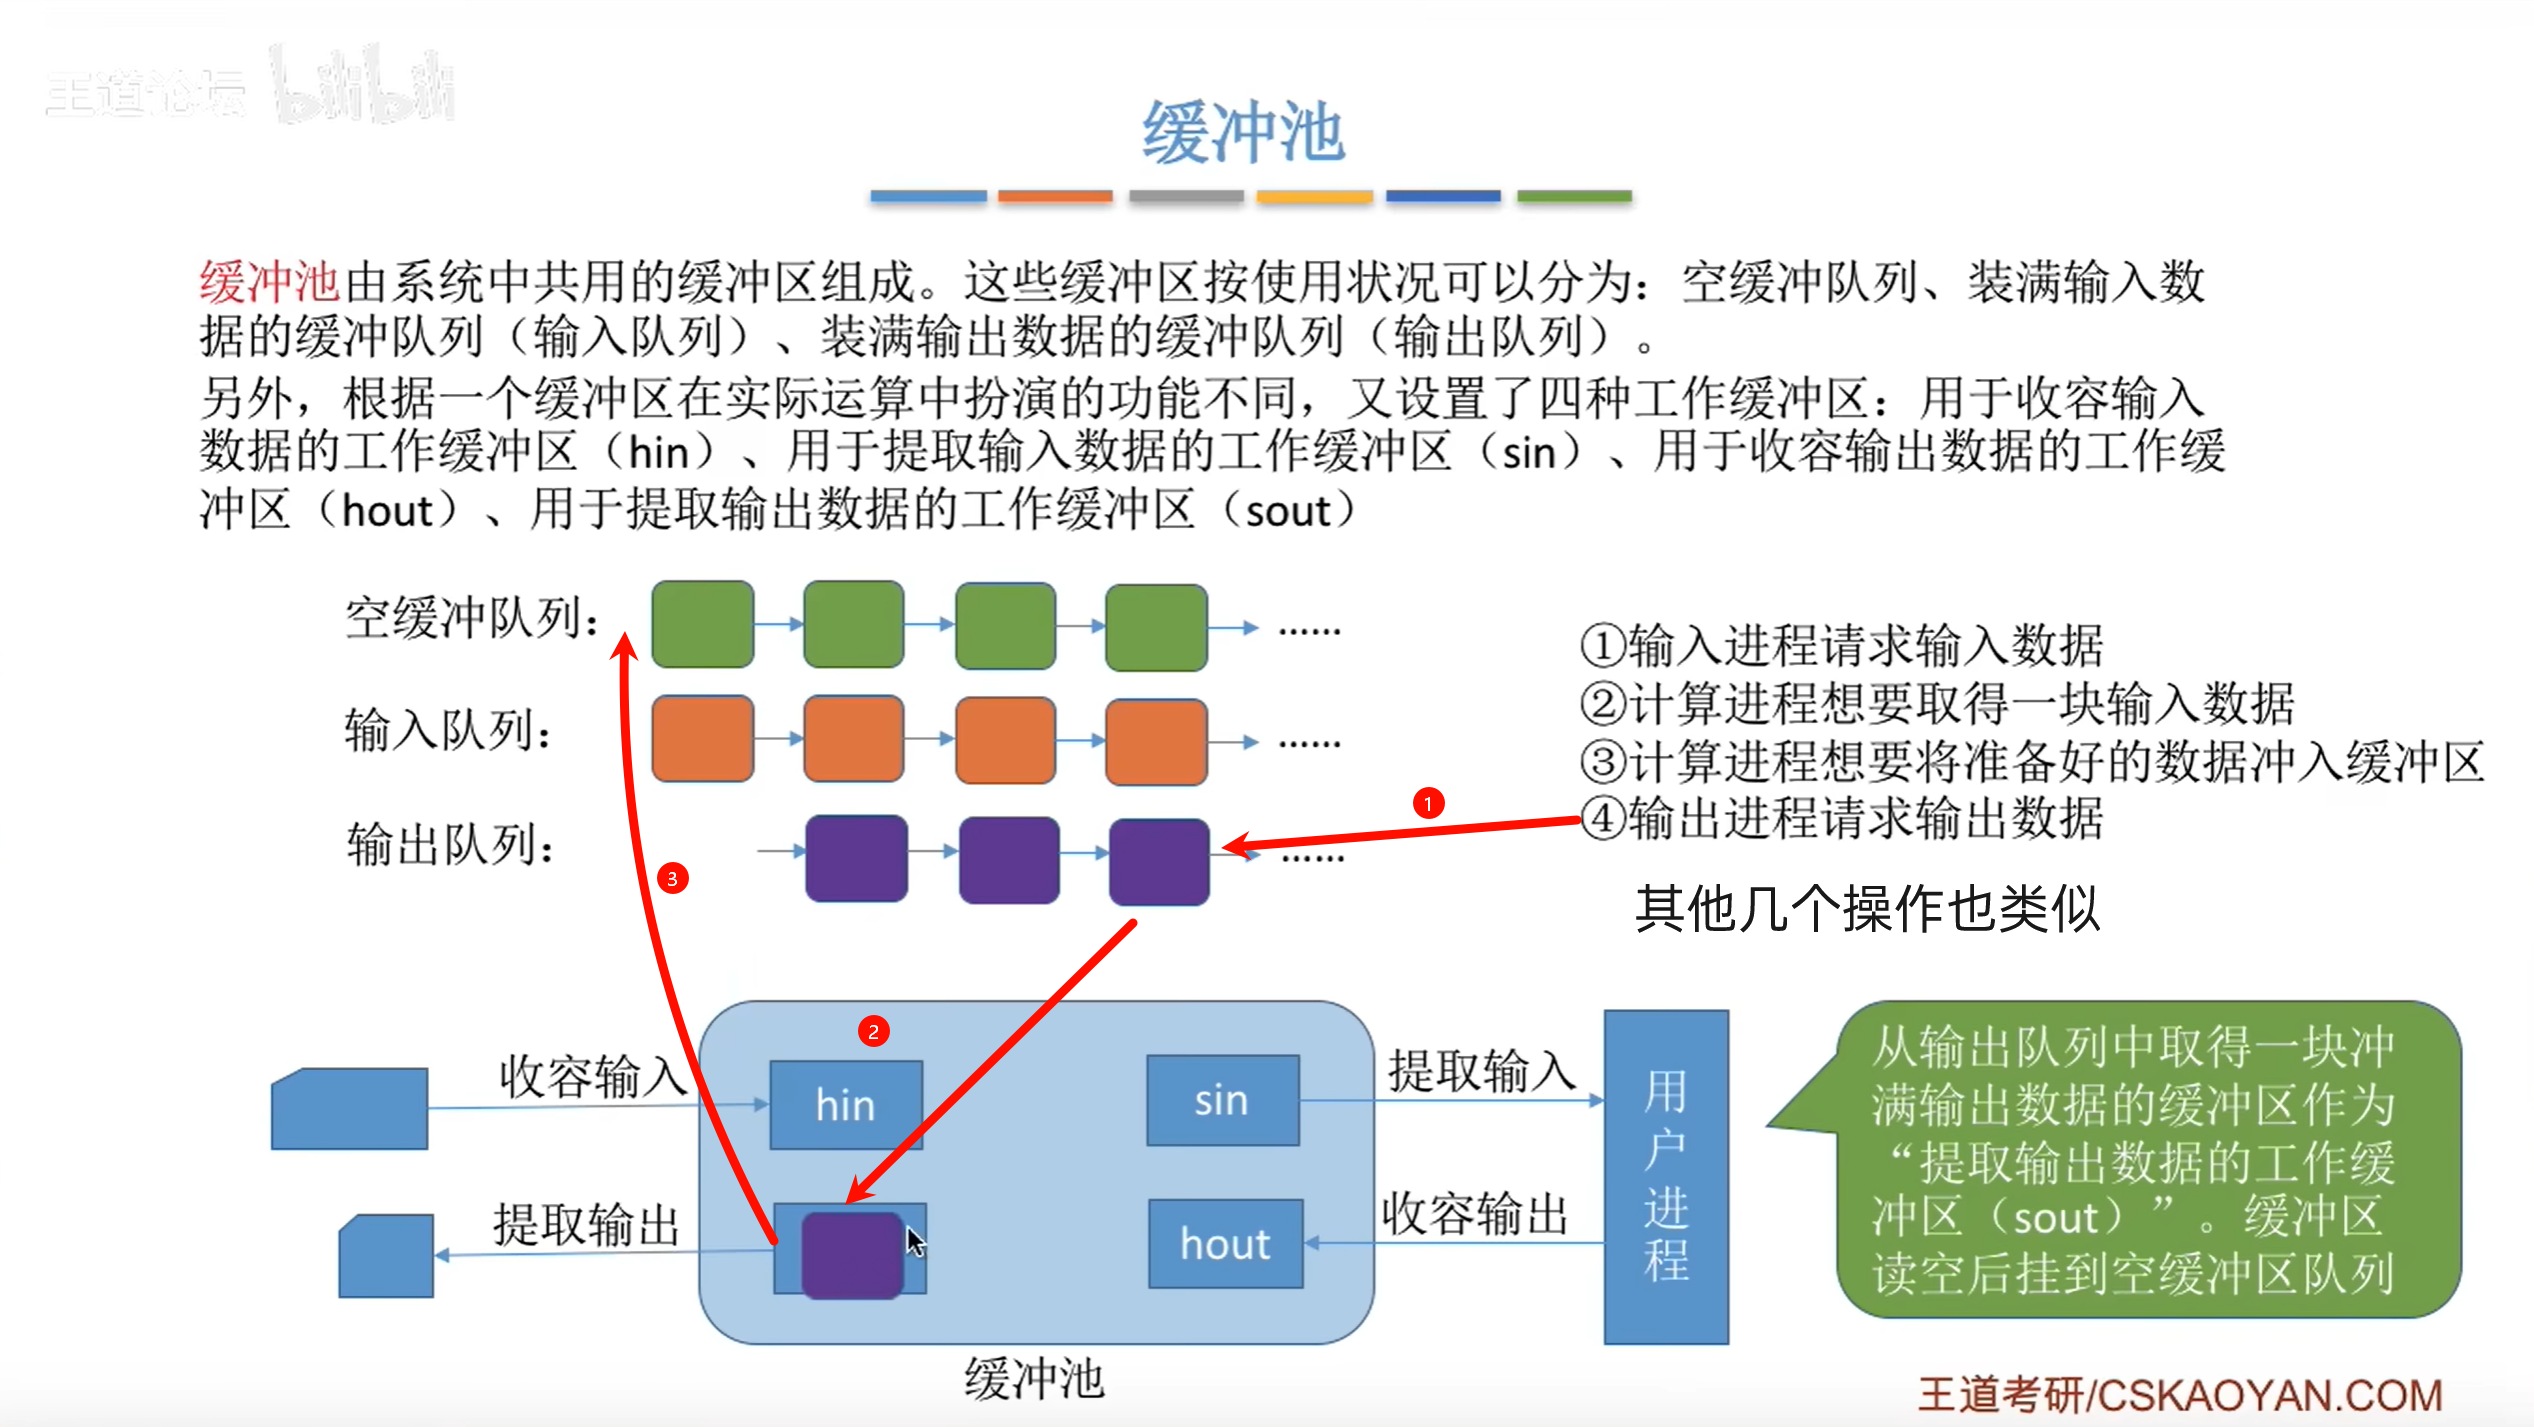 王道论坛 bilibili
缓冲池
缓冲池由系统中共用的缓冲区组成。这些缓冲区按使用状况可以分为：空缓冲队列、装满输入数
据的缓冲队列（输入队列）、装满输出数据的缓冲队列（输出队列）。
另外，根据一个缓冲区在实际运算中扮演的功能不同，又设置了四种工作缓冲区：用于收容输入
数据的工作缓冲区（hin）、用于提取输入数据的工作缓冲区（sin）、用于收容输出数据的工作缓
冲区（hout）、用于提取输出数据的工作缓冲区（sout）
空缓冲队列：
......
输入队列：
......
输出队列：
......
①输入进程请求输入数据
②计算进程想要取得一块输入数据
③计算进程想要将准备好的数据冲入缓冲区
④输出进程请求输出数据
其他几个操作也类似
1
2
3
收容输入
hin
sin
提取输入
提取输出
hout
收容输出
用
户
进
程
缓冲池
从输出队列中取得一块冲
满输出数据的缓冲区作为
“提取输出数据的工作缓
冲区（sout）”。缓冲区
读空后挂到空缓冲区队列
王道考研/CSKAOYAN.COM